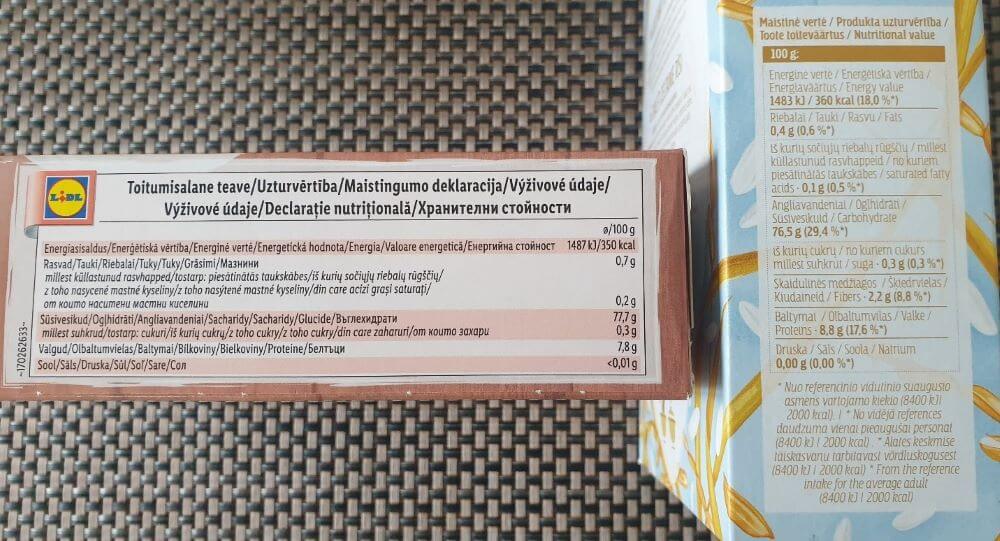 LIDL
Toitumisalane teave/Uzturvērtība/Maistingumo deklaracija/Výživové údaje/
Výživové údaje/Declarație nutrițională/Хранителни стойности
ø/100 g
Energiasisaldus/Enerģētiskā vērtība/Energinė vertė/Energetická hodnota/Energia/Valoare energetică/Енергийна стойност 1487 kJ/350 kcal
Rasvad/Tauki/Riebalai/Tuky/Tuky/Grăsimi/Мазнини 0,7 g
millest küllastunud rasvhapped/tostarp: piesātinātās taukskābes/iš kurių sočiųjų riebalų rūgščių/
z toho nasycené mastné kyseliny/z toho nasýtené mastné kyseliny/din care acizi grași saturați/
от които наситени мастни киселини 0,2 g
Süsivesikud/Ogļhidrāti/Angliavandeniai/Sacharidy/Sacharidy/Glucide/Въглехидрати 77,7 g
millest suhkrud/tostarp: cukuri/iš kurių cukrų/z toho cukry/z toho cukry/din care zaharuri/от които захари 0,3 g
Valgud/Olbaltumvielas/Baltymai/Bílkoviny/Bielkoviny/Proteine/Белтъци 7,8 g
Sool/Sāls/Druska/Sůl/Soľ/Sare/Сол <0,01 g
~170262633~
Maistinė vertė / Produkta uzturvērtība /
Toote toiteväärtus / Nutritional value
100 g:
Energinė vertė / Enerģētiskā vērtība /
Energiaväärtus / Energy value
1483 kJ / 360 kcal (18,0 %*)
Riebalai / Tauki / Rasvu / Fats
0,4 g (0,6 %*)
iš kurių sočiųjų riebalų rūgščių / millest
küllastunud rasvhappeid / no kuriem
piesātinātās taukskābes / saturated fatty
acids - 0,1 g (0,5 %*)
Angliavandeniai / Ogļhidrāti /
Süsivesikuid / Carbohydrate
76,5 g (29,4 %*)
iš kurių cukrų / no kuriem cukurs
millest suhkrut / suga - 0,3 g (0,3 %*)
Skaidulinės medžiagos / Šķiedrvielas /
Kiudaineid / Fibers - 2,2 g (8,8 %*)
Baltymai / Olbaltumvilas / Valke /
Proteins - 8,8 g (17,6 %*)
Druska / Sāls / Soola / Natrium
0,00 g (0,00 %*)
* Nuo referencinio vidutinio suaugusio
asmens vartojamo kiekio (8400 kJ|
2000 kcal). | * No vidējā references
daudzuma vienai pieaugušai personai
(8400 kJ | 2000 kcal) . * Alates keskmise
täiskasvanu tarbitavast võrdluskogusest
(8400 kJ | 2000 kcal) * From the reference
intake for the average adult
(8400 kJ | 2000 kcal)